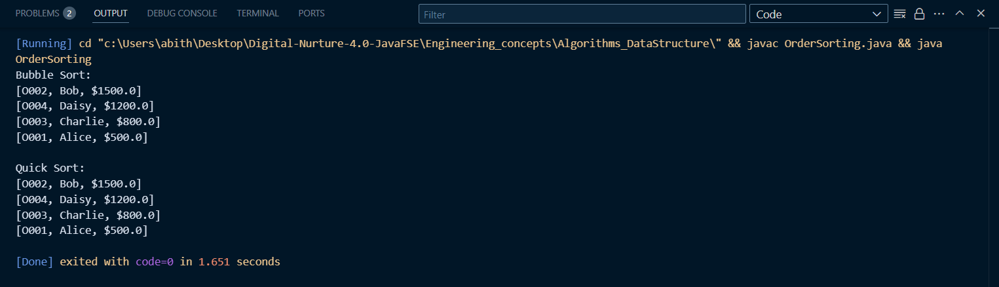 PROBLEMS 2 OUTPUT DEBUG CONSOLE TERMINAL PORTS Filter Code
[Running] cd "c:\Users\abith\Desktop\Digital-Nurture-4.0-JavaFSE\Engineering_concepts\Algorithms_DataStructure\" && javac OrderSorting.java && java
OrderSorting
Bubble Sort:
[O002, Bob, $1500.0]
[O004, Daisy, $1200.0]
[O003, Charlie, $800.0]
[O001, Alice, $500.0]
Quick Sort:
[O002, Bob, $1500.0]
[O004, Daisy, $1200.0]
[O003, Charlie, $800.0]
[O001, Alice, $500.0]
[Done] exited with code=0 in 1.651 seconds